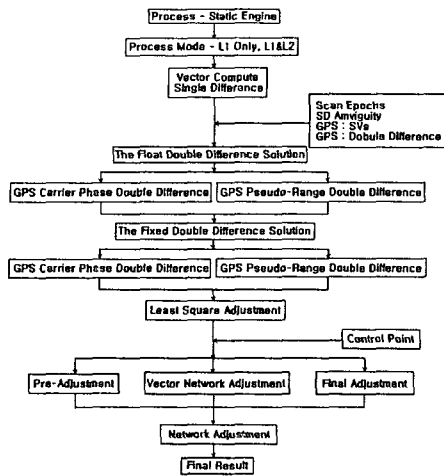 Process - Static Engine
Process Mode - L1 Only, L1&L2
Vector Compute
Single Difference
Scan Epochs
SD Amviguity
GPS : SVs
GPS : Dobule Difference
The Float Double Difference Solution
GPS Carrier Phase Double Difference
GPS Pseudo-Range Double Difference
The Fixed Double Difference Solution
GPS Carrier Phase Double Difference
GPS Pseudo-Range Double Difference
Least Square Adjustment
Control Point
Pre-Adjustment
Vector Network Adjustment
Final Adjustment
Network Adjustment
Final Result